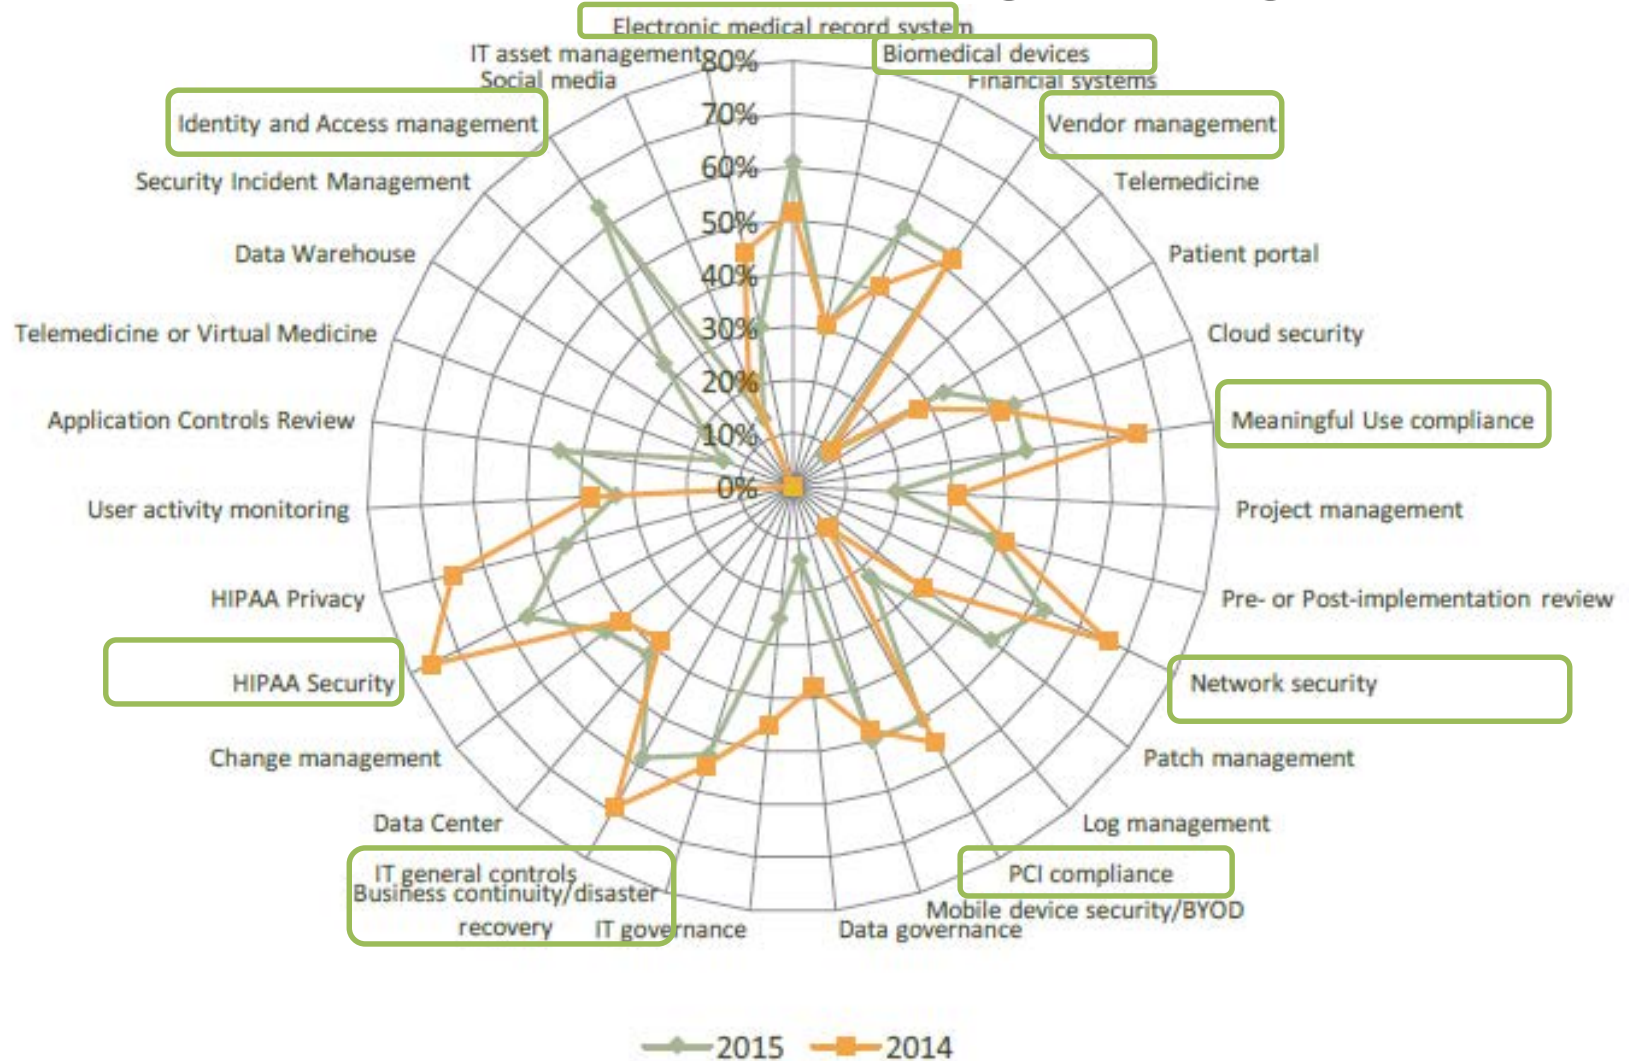 Electronic medical record system
IT asset management
Biomedical devices
80%
Social media
Financial systems
70%
Identity and Access management
Vendor management
60%
Security Incident Management
Telemedicine
50%
Data Warehouse
Patient portal
40%
Telemedicine or Virtual Medicine
30%
Cloud security
20%
Application Controls Review
10%
Meaningful Use compliance
0%
User activity monitoring
Project management
HIPAA Privacy
Pre- or Post-implementation review
HIPAA Security
Network security
Change management
Patch management
Data Center
Log management
IT general controls
PCI compliance
Business continuity/disaster
recovery
Mobile device security/BYOD
IT governance
Data governance
2015
2014